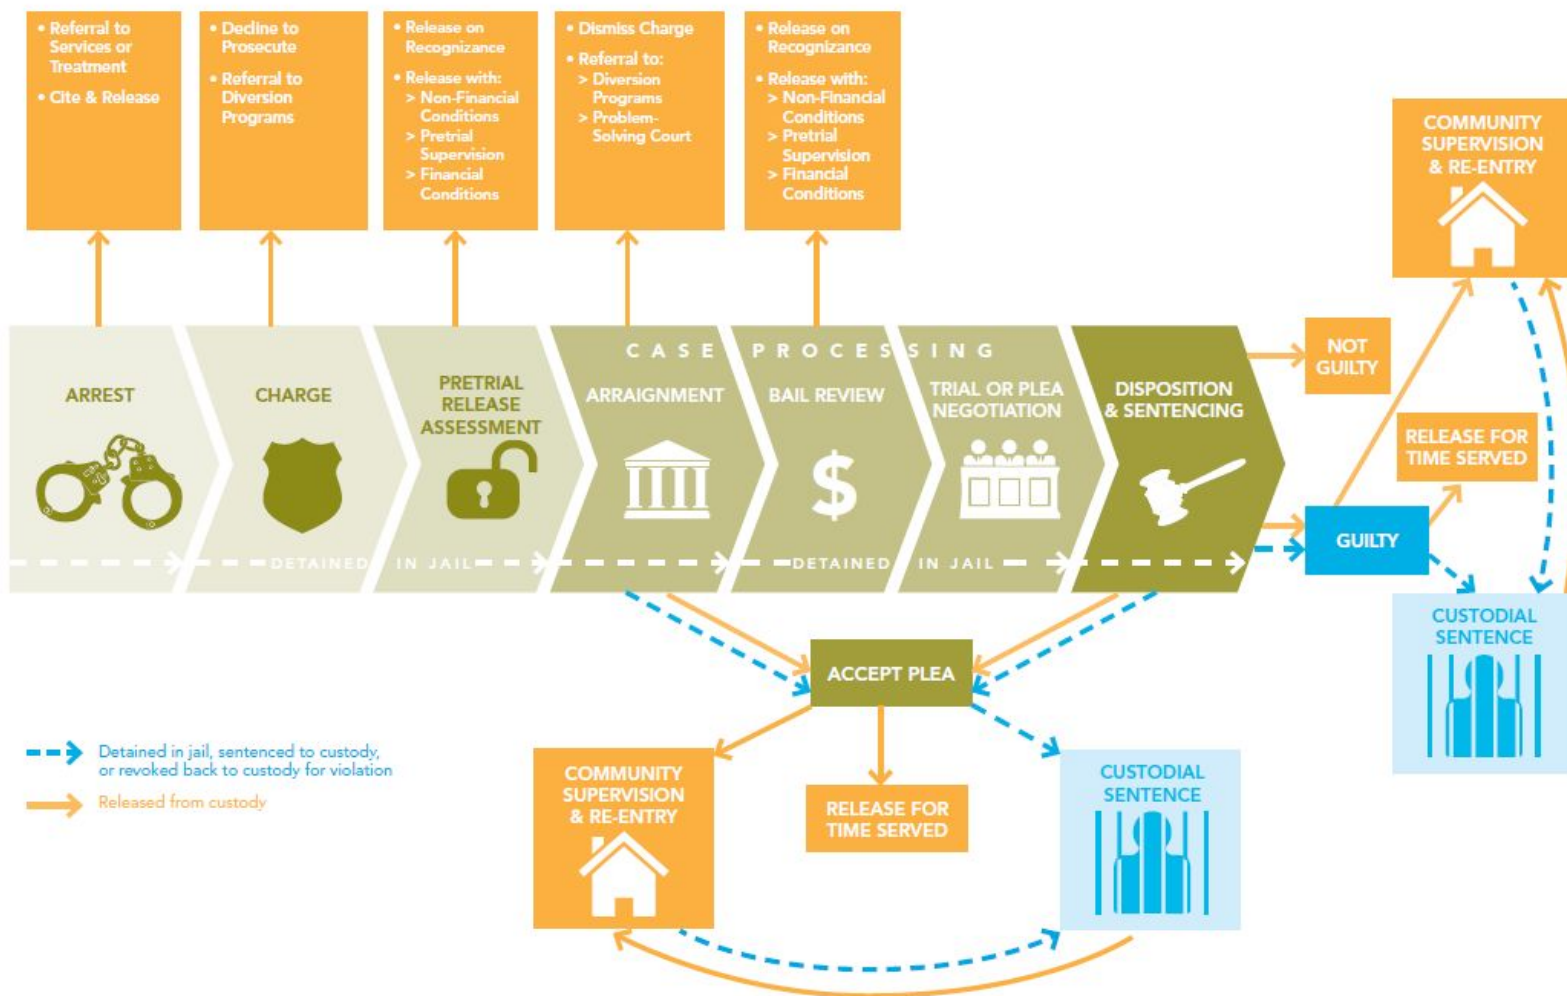 • Referral to
Services or
Treatment
• Cite & Release
• Decline to
Prosecute
• Referral to
Diversion
Programs
• Release on
Recognizance
• Release with:
> Non-Financial
Conditions
> Pretrial
Supervision
> Financial
Conditions
• Dismiss Charge
• Referral to:
> Diversion
Programs
> Problem-
Solving Court
• Release on
Recognizance
• Release with:
> Non-Financial
Conditions
> Pretrial
Supervision
> Financial
Conditions
COMMUNITY
SUPERVISION
& RE-ENTRY
CASE PROCESSING
ARREST
CHARGE
PRETRIAL
RELEASE
ASSESSMENT
ARRAIGNMENT
BAIL REVIEW
$
TRIAL OR PLEA
NEGOTIATION
DISPOSITION
& SENTENCING
NOT
GUILTY
RELEASE FOR
TIME SERVED
GUILTY
DETAINED IN JAIL
DETAINED IN JAIL
CUSTODIAL
SENTENCE
ACCEPT PLEA
Detained in jail, sentenced to custody,
or revoked back to custody for violation
Released from custody
COMMUNITY
SUPERVISION
& RE-ENTRY
RELEASE FOR
TIME SERVED
CUSTODIAL
SENTENCE